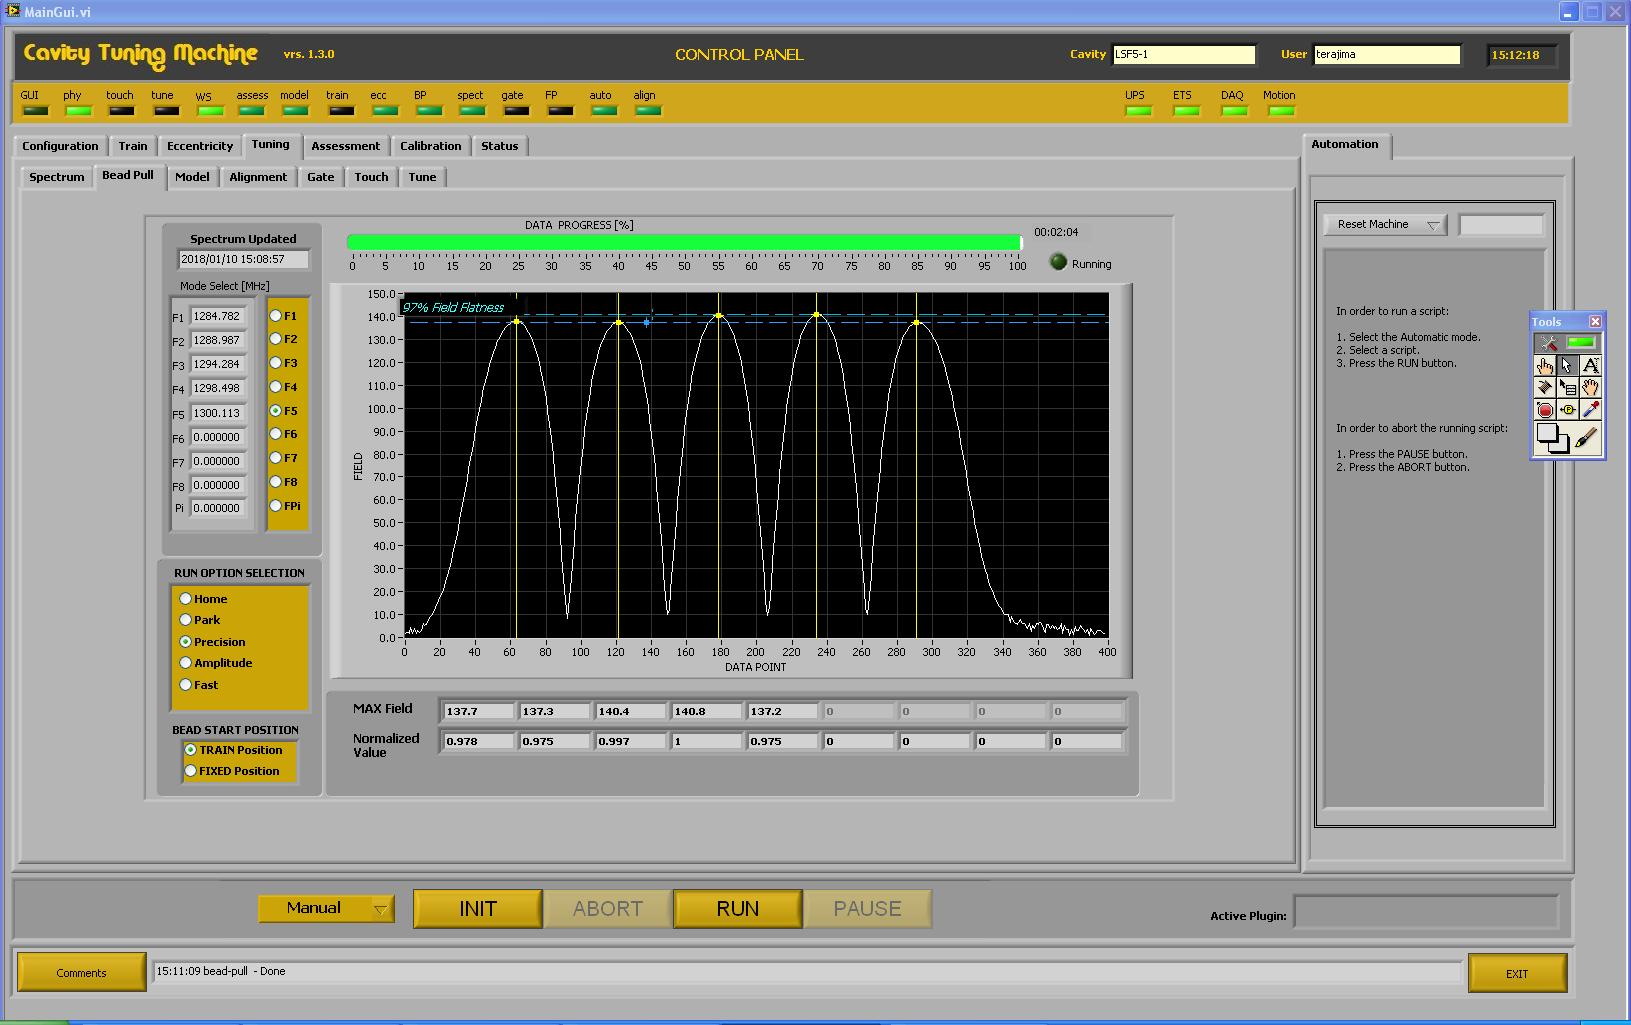 MainGui.vi
Cavity Tuning Machine vrs. 1.3.0 CONTROL PANEL Cavity LSF5-1 User terajima 15:12:18
GUI phy touch tune WS assess model train ecc BP spect gate FP auto align UPS ETS DAQ Motion
Configuration Train Eccentricity Tuning Assessment Calibration Status
Spectrum Bead Pull Model Alignment Gate Touch Tune
Spectrum Updated
2018/01/10 15:08:57
Mode Select [MHz]
F1 1284.782 F1
F2 1288.987 F2
F3 1294.284 F3
F4 1298.498 F4
F5 1300.113 F5
F6 0.000000 F6
F7 0.000000 F7
F8 0.000000 F8
Pi 0.000000 FPi
RUN OPTION SELECTION
Home
Park
Precision
Amplitude
Fast
BEAD START POSITION
TRAIN Position
FIXED Position
DATA PROGRESS [%]
00:02:04
0 5 10 15 20 25 30 35 40 45 50 55 60 65 70 75 80 85 90 95 100
Running
97% Field Flatness
FIELD
150.0
140.0
130.0
120.0
110.0
100.0
90.0
80.0
70.0
60.0
50.0
40.0
30.0
20.0
10.0
0.0
0 20 40 60 80 100 120 140 160 180 200 220 240 260 280 300 320 340 360 380 400
DATA POINT
MAX Field 137.7 137.3 140.4 140.8 137.2 0 0 0 0
Normalized
Value
0.978 0.975 0.997 1 0.975 0 0 0 0
Automation
Reset Machine
In order to run a script:
1. Select the Automatic mode.
2. Select a script.
3. Press the RUN button.
In order to abort the running script:
1. Press the PAUSE button.
2. Press the ABORT button.
Tools
A
P
Manual INIT ABORT RUN PAUSE
Active Plugin:
Comments 15:11:09 bead-pull - Done EXIT